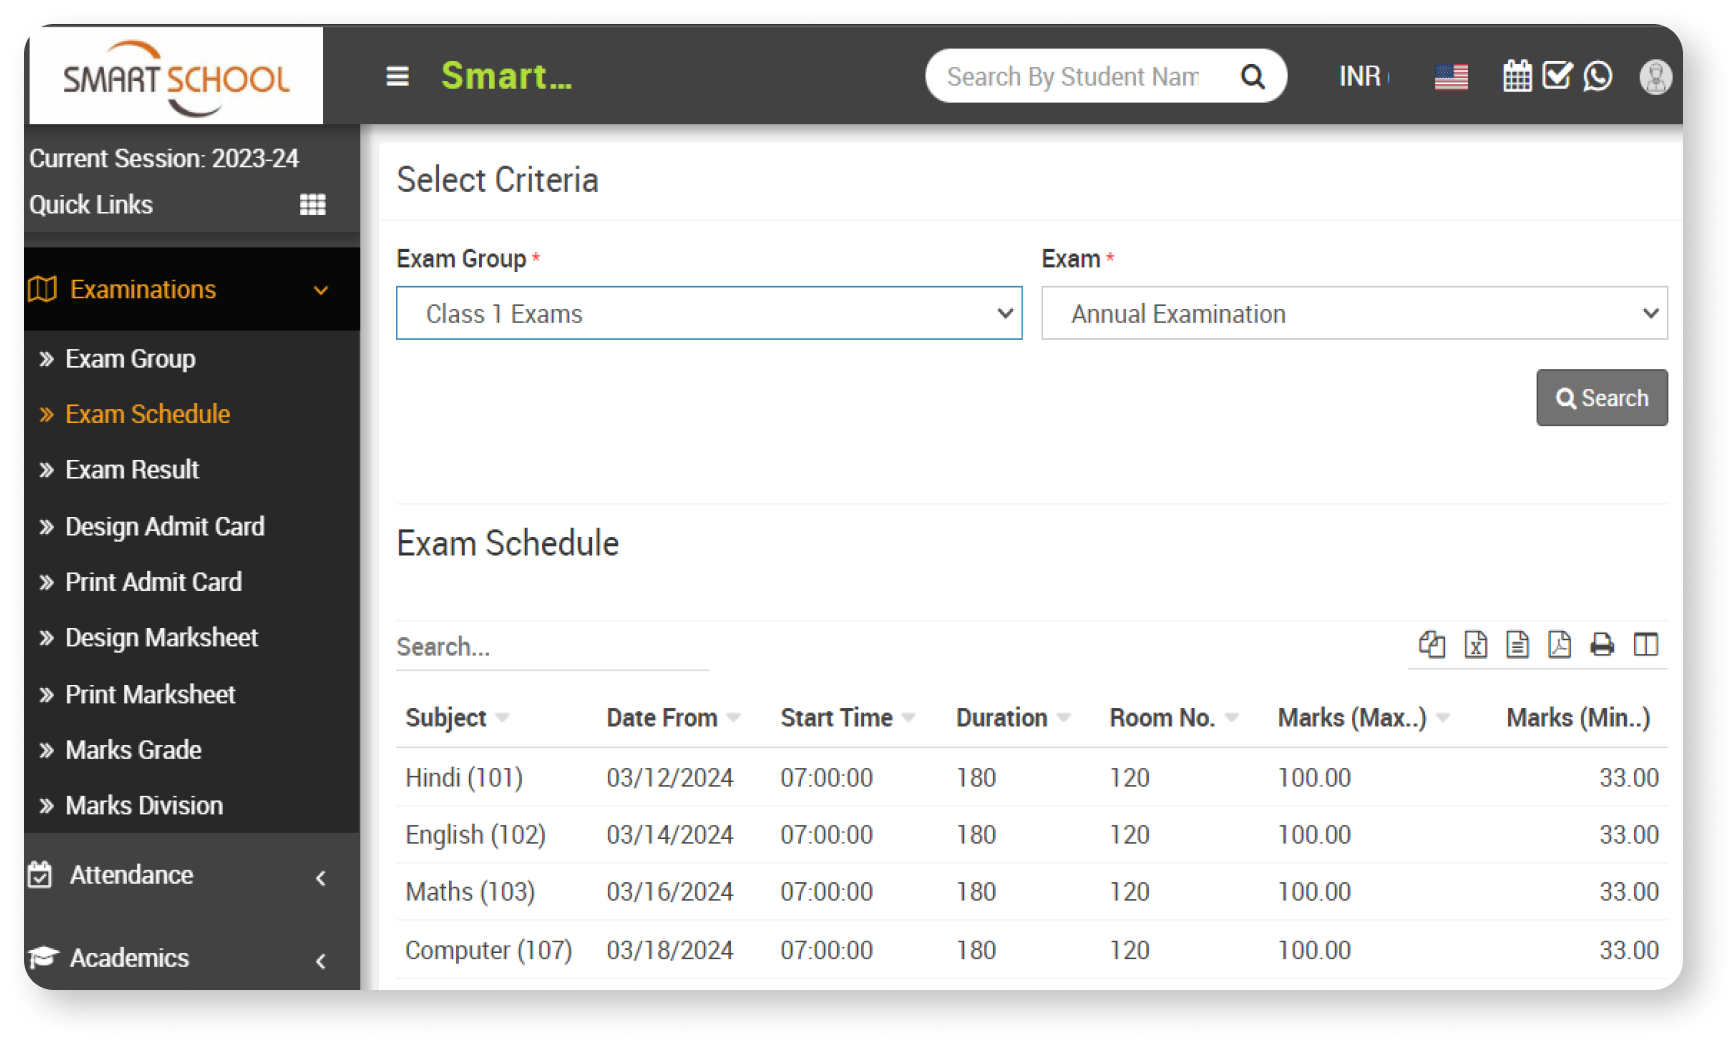 SMART SCHOOL
Smart...
Search By Student Nam
INR
Current Session: 2023-24
Quick Links
Examinations
Exam Group
Exam Schedule
Exam Result
Design Admit Card
Print Admit Card
Design Marksheet
Print Marksheet
Marks Grade
Marks Division
Attendance
Academics
Select Criteria
Exam Group * Exam *
Class 1 Exams Annual Examination
Search
Exam Schedule
Search...
Subject Date From Start Time Duration Room No. Marks (Max..) Marks (Min..)
Hindi (101) 03/12/2024 07:00:00 180 120 100.00 33.00
English (102) 03/14/2024 07:00:00 180 120 100.00 33.00
Maths (103) 03/16/2024 07:00:00 180 120 100.00 33.00
Computer (107) 03/18/2024 07:00:00 180 120 100.00 33.00